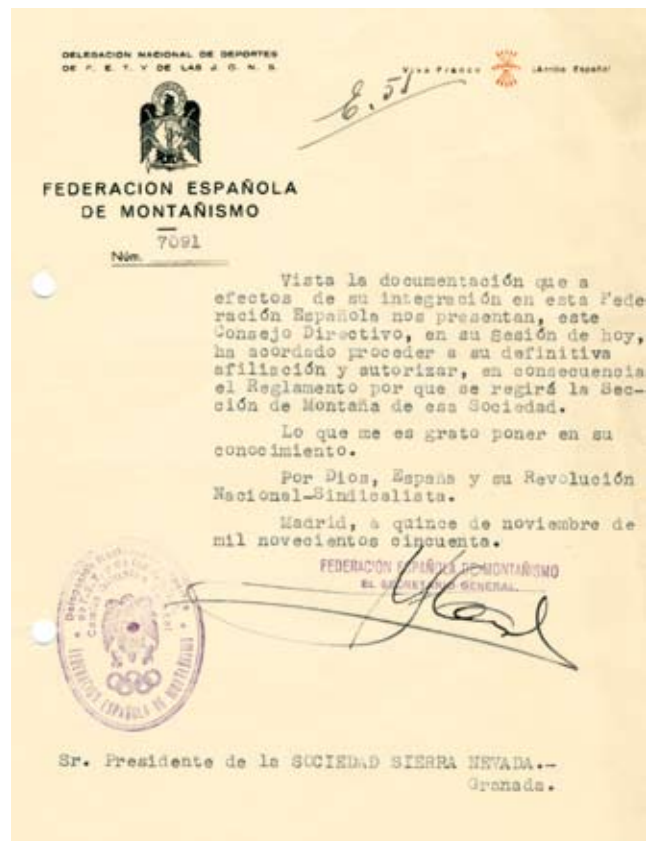 DELEGACION NACIONAL DE DEPORTES
DE F. E. T. Y DE LAS J. O. N. S.
Viva Franco ¡Arriba España!
E. 51
FEDERACION ESPAÑOLA
DE MONTAÑISMO
7091
Núm.
Vista la documentación que a
efectos de su integración en esta Fede
ración Española nos presentan, este
Consejo Directivo, en su Sesión de hoy,
ha acordado proceder a su definitiva
afiliación y autorizar, en consecuencia
el Reglamento por que se regirá la Sec-
ción de Montaña de esa Sociedad.
Lo que me es grato poner en su
conocimiento.
Por Dios, España y su Revolución
Nacional-Sindicalista.
Madrid, a quince de noviembre de
mil novecientos cincuenta.
FEDERACION ESPAÑOLA DE MONTAÑISMO
EL SECRETARIO GENERAL.
FEDERACION ESPAÑOLA DE MONTAÑISMO
Sr. Presidente de la SOCIEDAD SIERRA NEVADA.-
Granada.